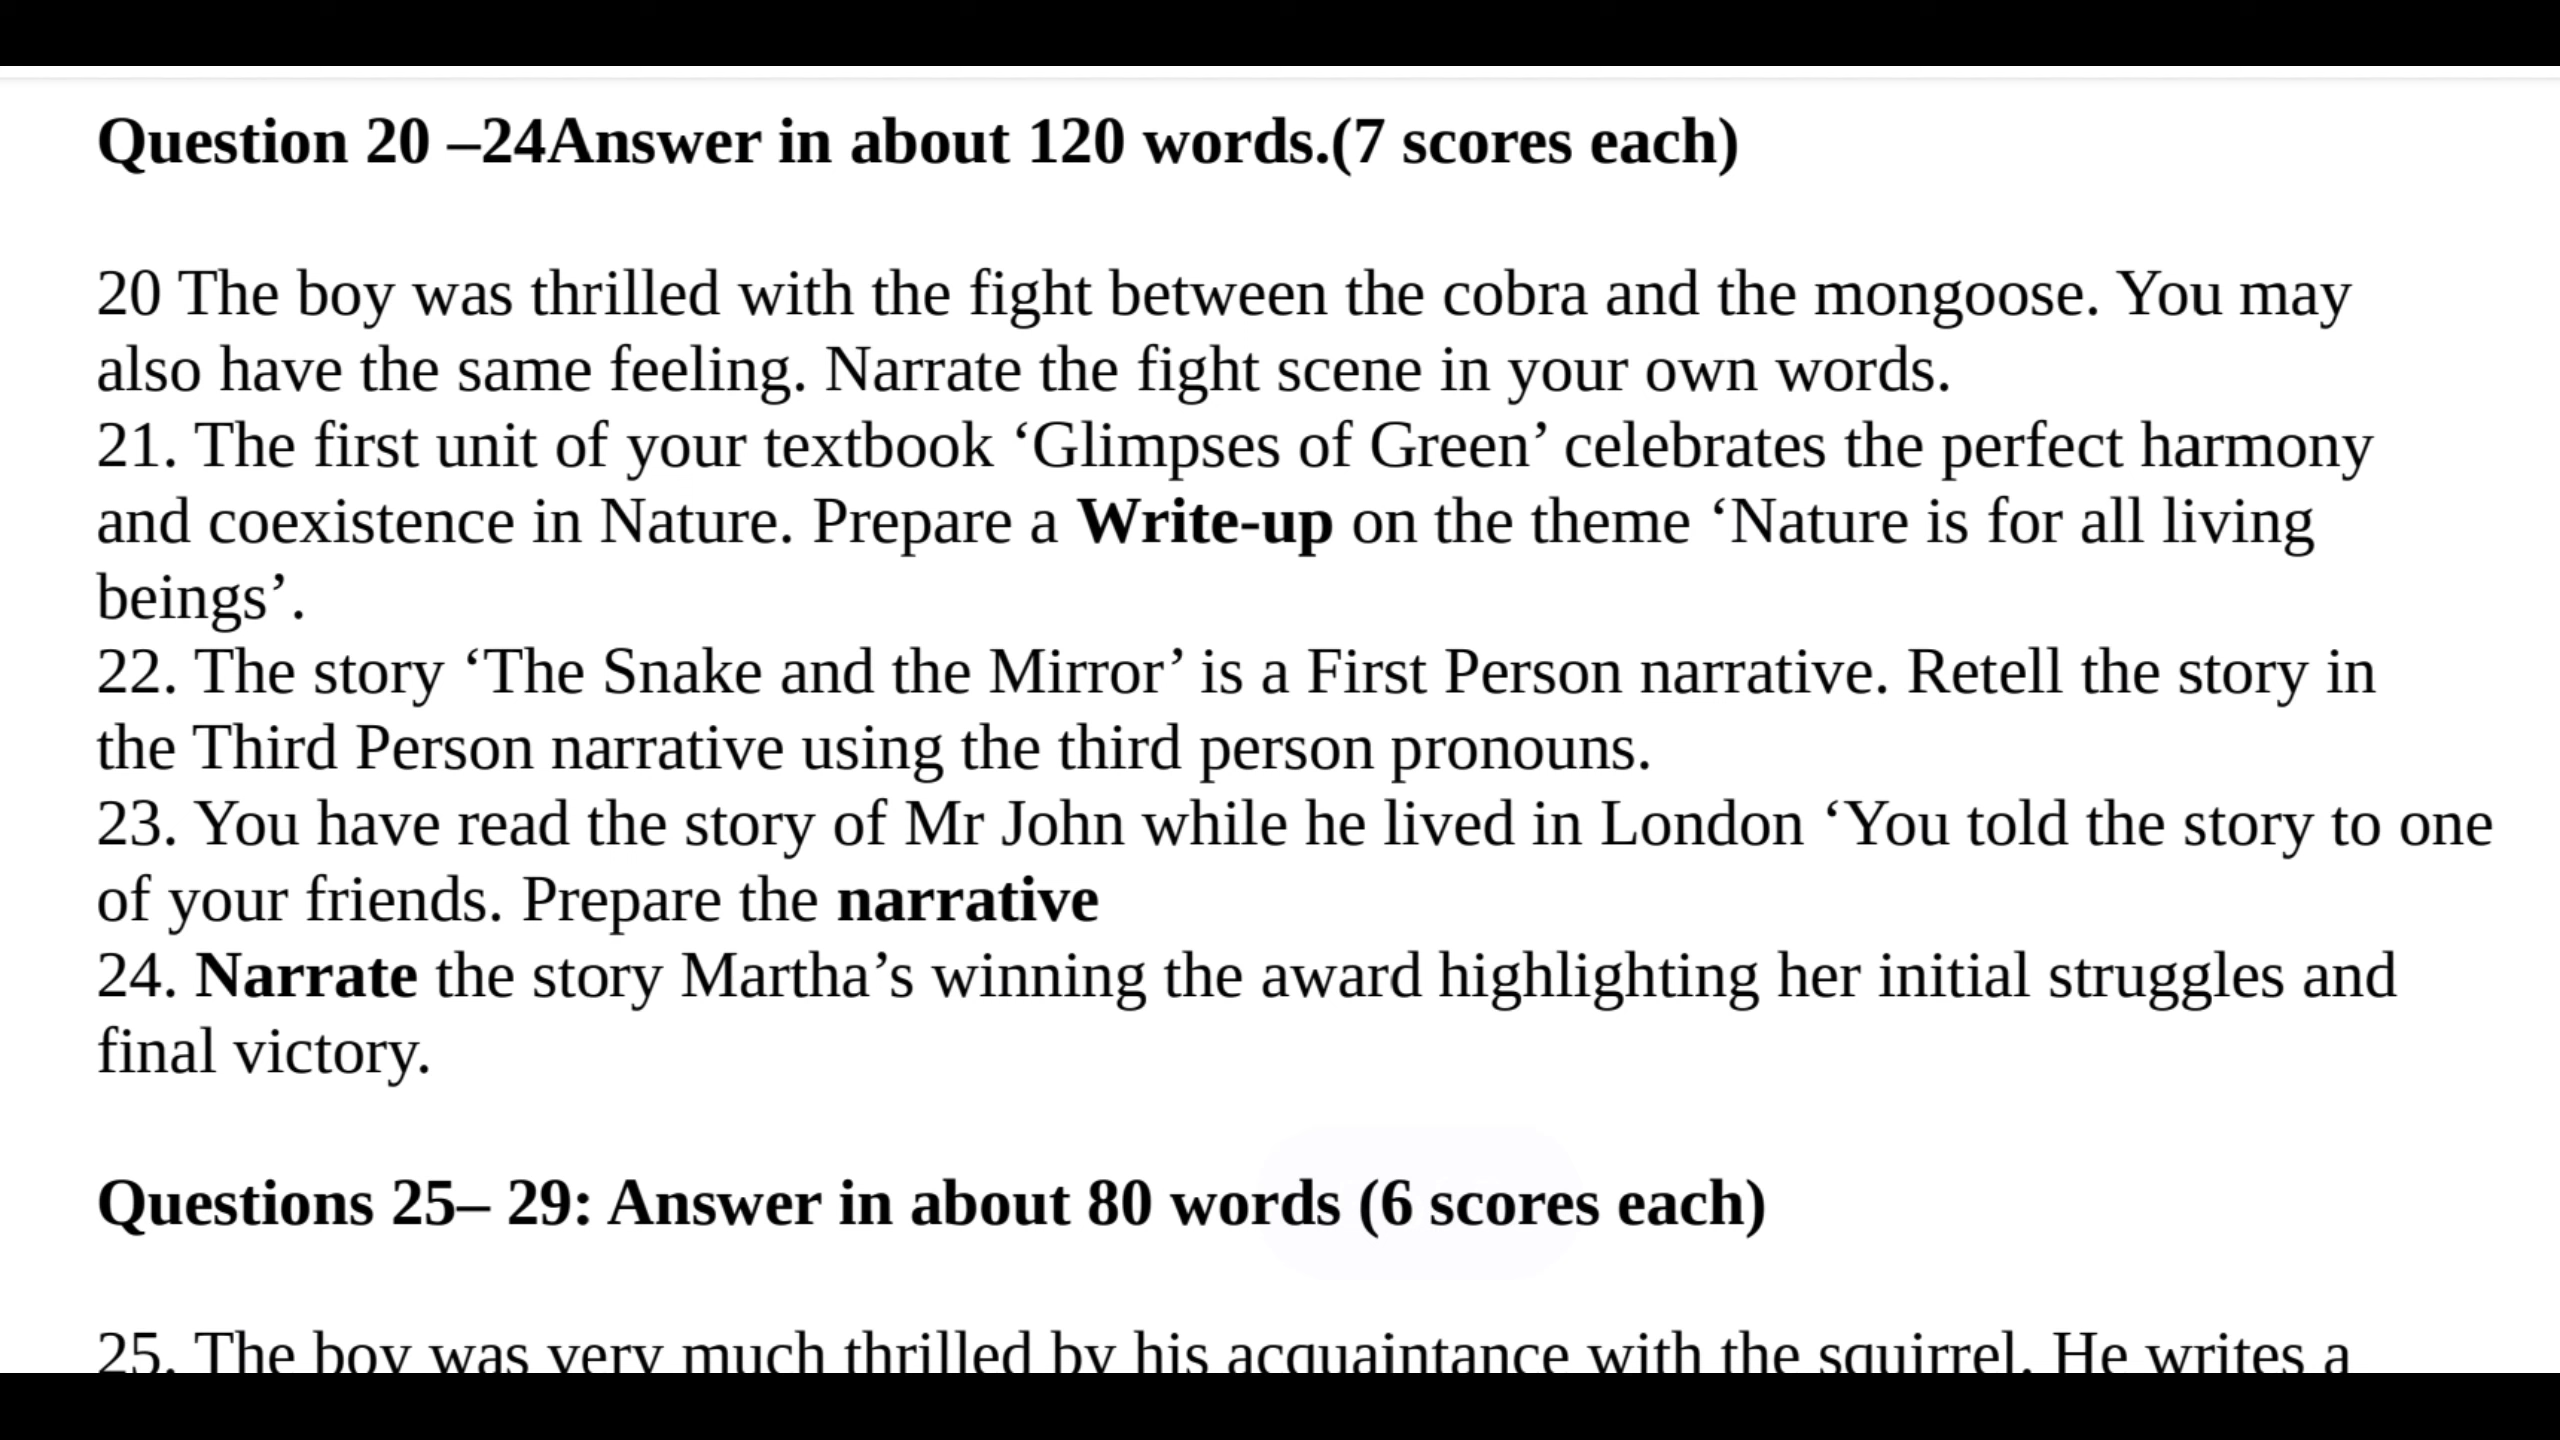 Question 20 –24Answer in about 120 words.(7 scores each)
20 The boy was thrilled with the fight between the cobra and the mongoose. You may
also have the same feeling. Narrate the fight scene in your own words.
21. The first unit of your textbook ‘Glimpses of Green’ celebrates the perfect harmony
and coexistence in Nature. Prepare a Write-up on the theme ‘Nature is for all living
beings’.
22. The story ‘The Snake and the Mirror’ is a First Person narrative. Retell the story in
the Third Person narrative using the third person pronouns.
23. You have read the story of Mr John while he lived in London ‘You told the story to one
of your friends. Prepare the narrative
24. Narrate the story Martha’s winning the award highlighting her initial struggles and
final victory.
Questions 25– 29: Answer in about 80 words (6 scores each)
25. The boy was very much thrilled by his acquaintance with the squirrel. He writes a